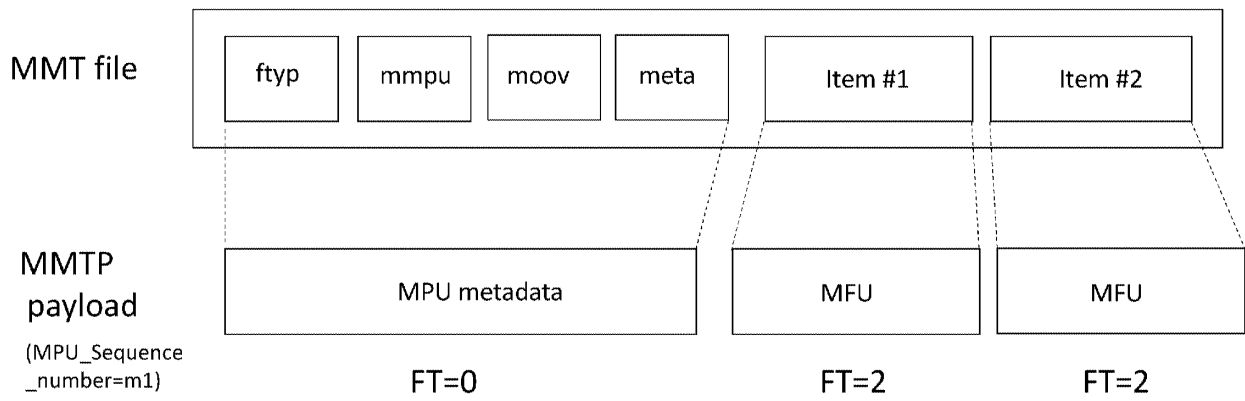 MMT file
ftyp
mmpu
moov
meta
Item #1
Item #2
MMTP
payload
(MPU_Sequence
_number=m1)
MPU metadata
MFU
MFU
FT=0
FT=2
FT=2